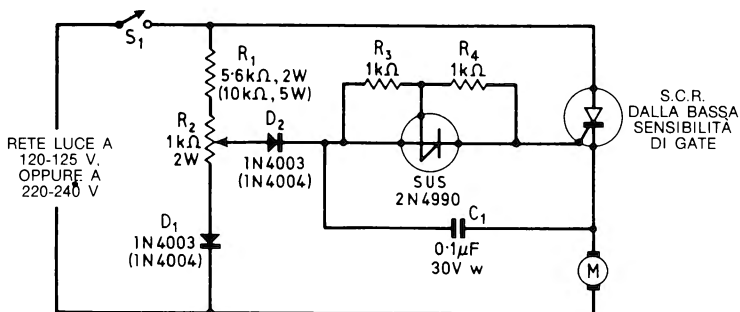 S1
R1
5·6kΩ, 2W
(10kΩ, 5W)
R2
1kΩ
2W
D2
1N4003
(1N4004)
D1
1N4003
(1N4004)
R3
1kΩ
R4
1kΩ
SUS
2N4990
C1
0·1µF
30V w
S.C.R.
DALLA BASSA
SENSIBILITÀ
DI GATE
M
RETE LUCE A
120-125 V,
OPPURE A
220-240 V